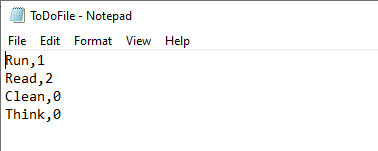 ToDoFile - Notepad
File Edit Format View Help
Run,1
Read,2
Clean,0
Think,0